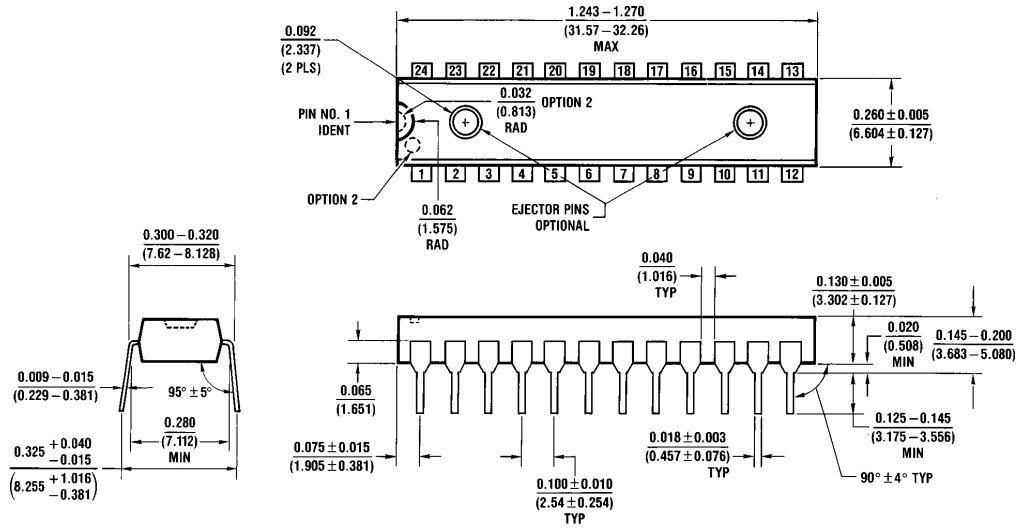 1.243 – 1.270
(31.57 – 32.26)
MAX
0.092
(2.337)
(2 PLS)
24 23 22 21 20 19 18 17 16 15 14 13
0.032
(0.813)
RAD
OPTION 2
PIN NO. 1
IDENT
0.260 ± 0.005
(6.604 ± 0.127)
1 2 3 4 5 6 7 8 9 10 11 12
OPTION 2
0.062
(1.575)
RAD
EJECTOR PINS
OPTIONAL
0.300 – 0.320
(7.62 – 8.128)
0.040
(1.016)
TYP
0.130 ± 0.005
(3.302 ± 0.127)
0.020
(0.508)
MIN
0.145 – 0.200
(3.683 – 5.080)
0.009 – 0.015
(0.229 – 0.381)
95° ± 5°
0.280
(7.112)
MIN
0.325 +0.040
–0.015
(8.255 +1.016
–0.381)
0.065
(1.651)
0.075 ± 0.015
(1.905 ± 0.381)
0.100 ± 0.010
(2.54 ± 0.254)
TYP
0.018 ± 0.003
(0.457 ± 0.076)
TYP
0.125 – 0.145
(3.175 – 3.556)
MIN
90° ± 4° TYP